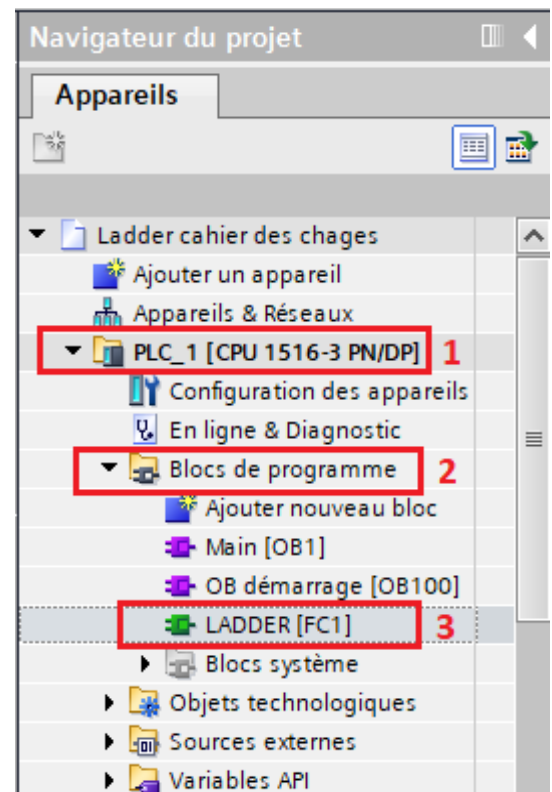 Navigateur du projet
Appareils
Ladder cahier des chages
Ajouter un appareil
Appareils & Réseaux
PLC_1 [CPU 1516-3 PN/DP] 1
Configuration des appareils
En ligne & Diagnostic
Blocs de programme 2
Ajouter nouveau bloc
Main [OB1]
OB démarrage [OB100]
LADDER [FC1] 3
Blocs système
Objets technologiques
Sources externes
Variables API